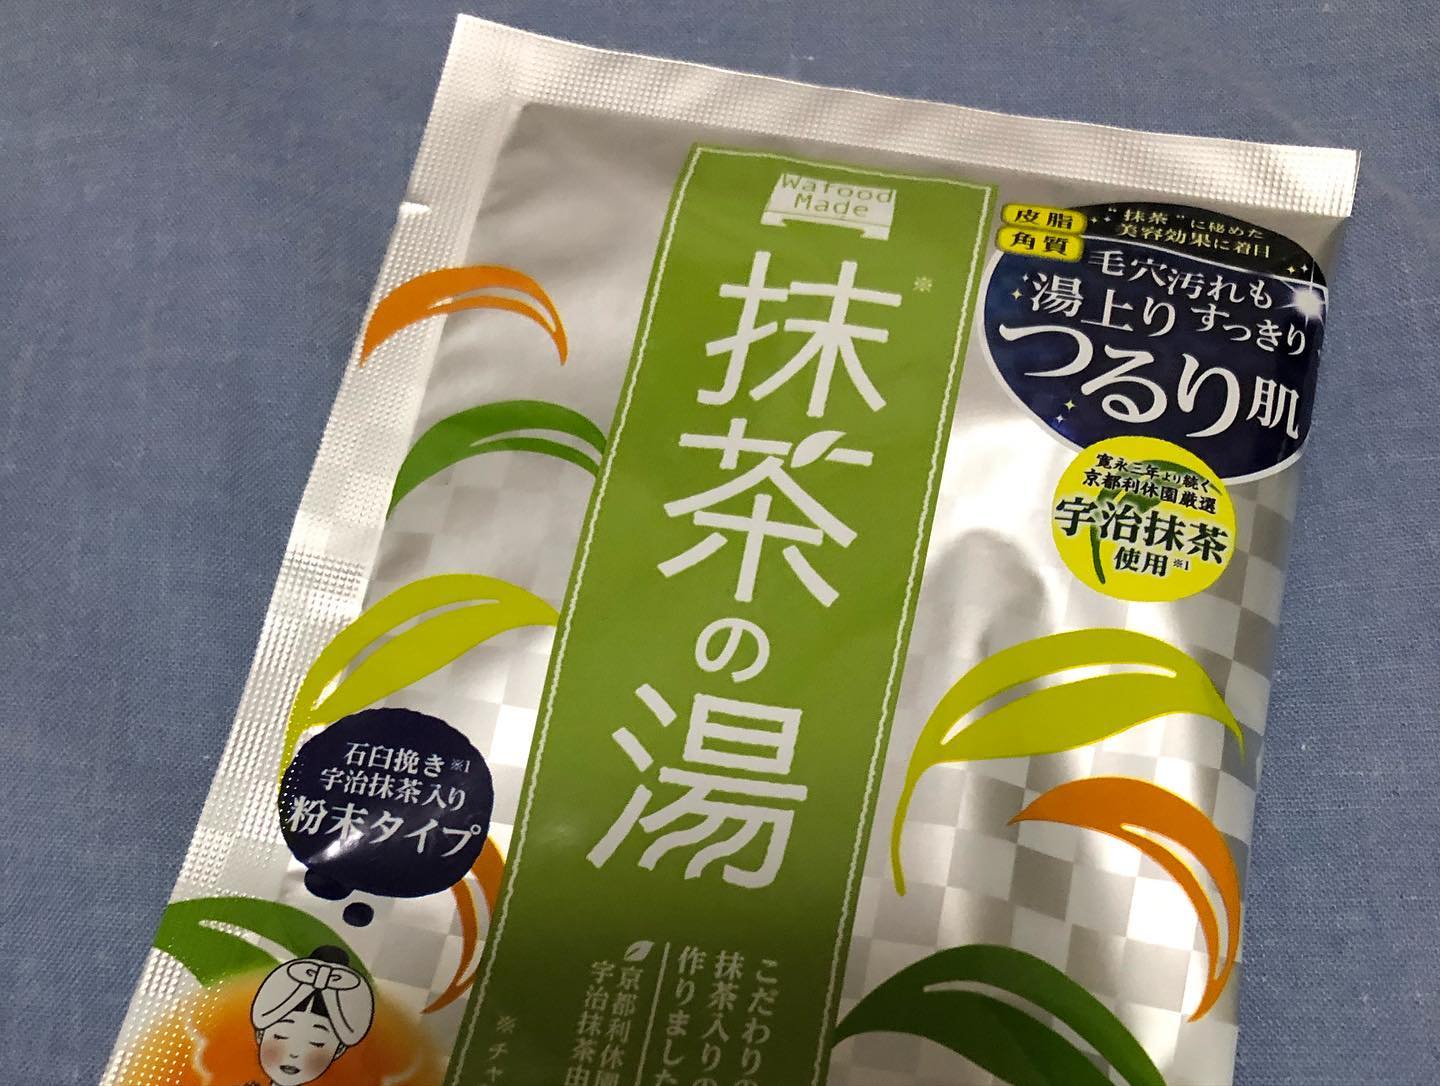 Wafood
Made
抹茶の湯
※
皮脂
角質
"抹茶"に秘めた
美容効果に着目
毛穴汚れも
湯上りすっきり
つるり肌
寛永三年より続く
京都利休園厳選
宇治抹茶
使用※1
石臼挽き※1
宇治抹茶入り
粉末タイプ
こだわりの
抹茶入りの
作りました
京都利休園
宇治抹茶由
※チャ